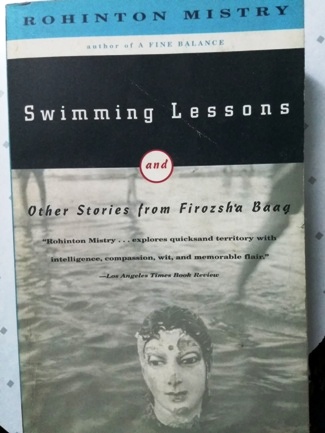 ROHINTON MISTRY
author of A FINE BALANCE
Swimming Lessons
and
Other Stories from Firozsha Baag
"Rohinton Mistry . . . explores quicksand territory with
intelligence, compassion, wit, and memorable flair."
—Los Angeles Times Book Review